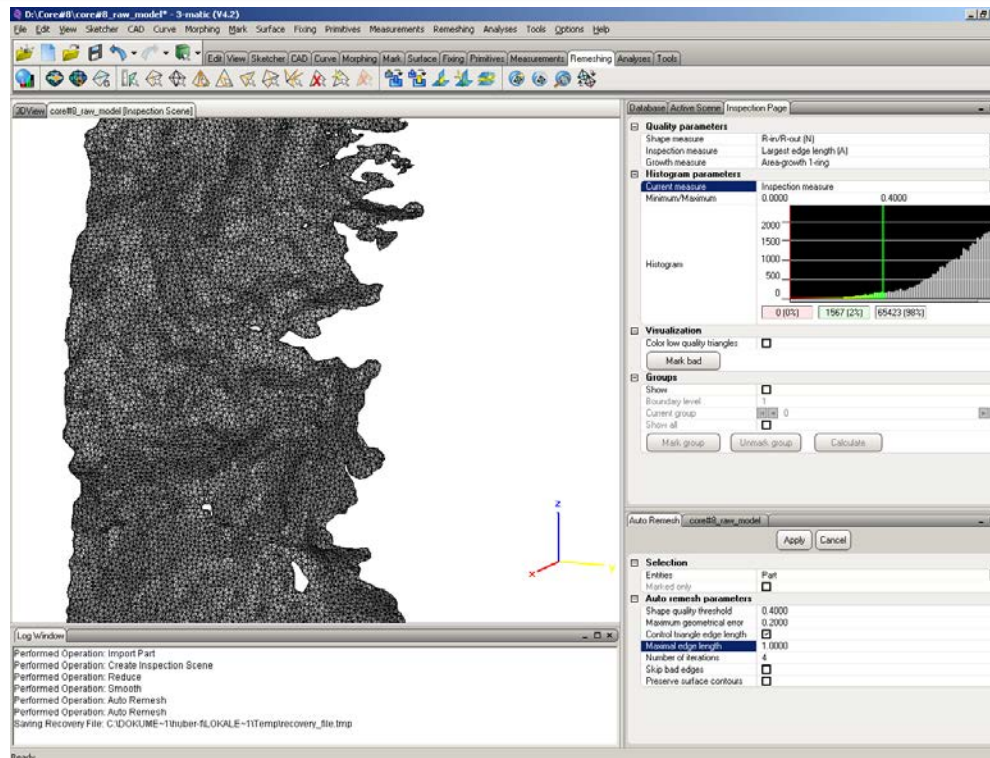 D:\Core#8\core#8_raw_model* - 3-matic (V4.2)
File Edit View Sketcher CAD Curve Morphing Mark Surface Fixing Primitives Measurements Remeshing Analyses Tools Options Help
Edit View Sketcher CAD Curve Morphing Mark Surface Fixing Primitives Measurements Remeshing Analyses Tools
3DView core#8_raw_model [Inspection Scene]
z
x
y
Log Window
Performed Operation: Import Part
Performed Operation: Create Inspection Scene
Performed Operation: Reduce
Performed Operation: Smooth
Performed Operation: Auto Remesh
Performed Operation: Auto Remesh
Saving Recovery File: C:\DOKUME~1\huber-f\LOKALE~1\Temp\recovery_file.tmp
Ready
Database Active Scene Inspection Page
Quality parameters
Shape measure R-in/R-out (N)
Inspection measure Largest edge length (A)
Growth measure Area-growth 1-ring
Histogram parameters
Current measure Inspection measure
Minimum/Maximum 0.0000 0.4000
Histogram
2000
1500
1000
500
0
0 (0%) 1567 (2%) 65423 (98%)
Visualization
Color low quality triangles
Mark bad
Groups
Show
Boundary level 1
Current group 0
Show all
Mark group Unmark group Calculate
Auto Remesh core#8_raw_model
Apply Cancel
Selection
Entities Part
Marked only
Auto remesh parameters
Shape quality threshold 0.4000
Maximum geometrical error 0.2000
Control triangle edge length
Maximal edge length 1.0000
Number of iterations 4
Skip bad edges
Preserve surface contours